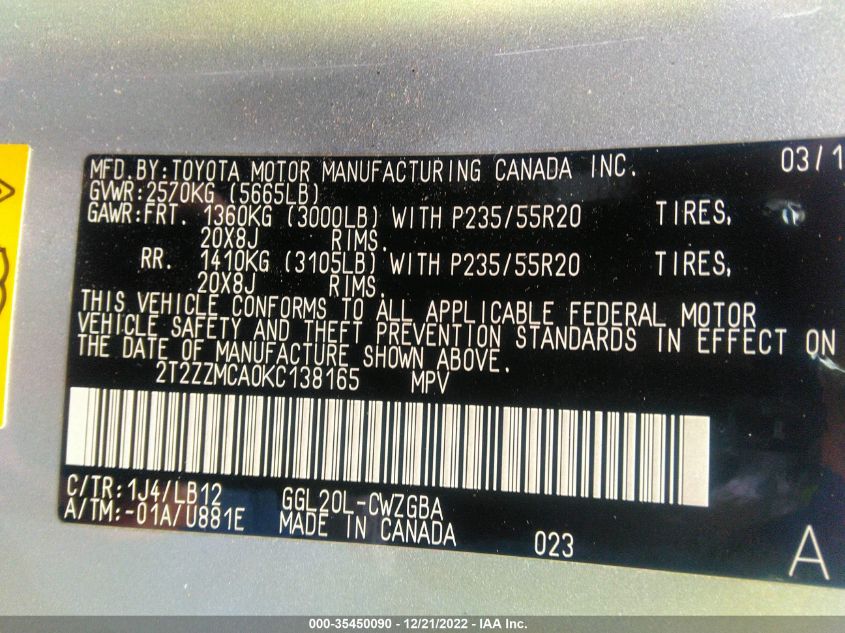 MFD.BY:TOYOTA MOTOR MANUFACTURING CANADA INC. 03/1
GVWR:2570KG (5665LB)
GAWR:FRT. 1360KG (3000LB) WITH P235/55R20 TIRES,
20X8J RIMS.
RR. 1410KG (3105LB) WITH P235/55R20 TIRES,
20X8J RIMS.
THIS VEHICLE CONFORMS TO ALL APPLICABLE FEDERAL MOTOR
VEHICLE SAFETY AND THEFT PREVENTION STANDARDS IN EFFECT ON
THE DATE OF MANUFACTURE SHOWN ABOVE.
2T2ZZMCA0KC138165 MPV
C/TR:1J4/LB12 GGL20L-CWZGBA
A/TM:-01A/U881E MADE IN CANADA 023 A
000-35450090 - 12/21/2022 - IAA Inc.